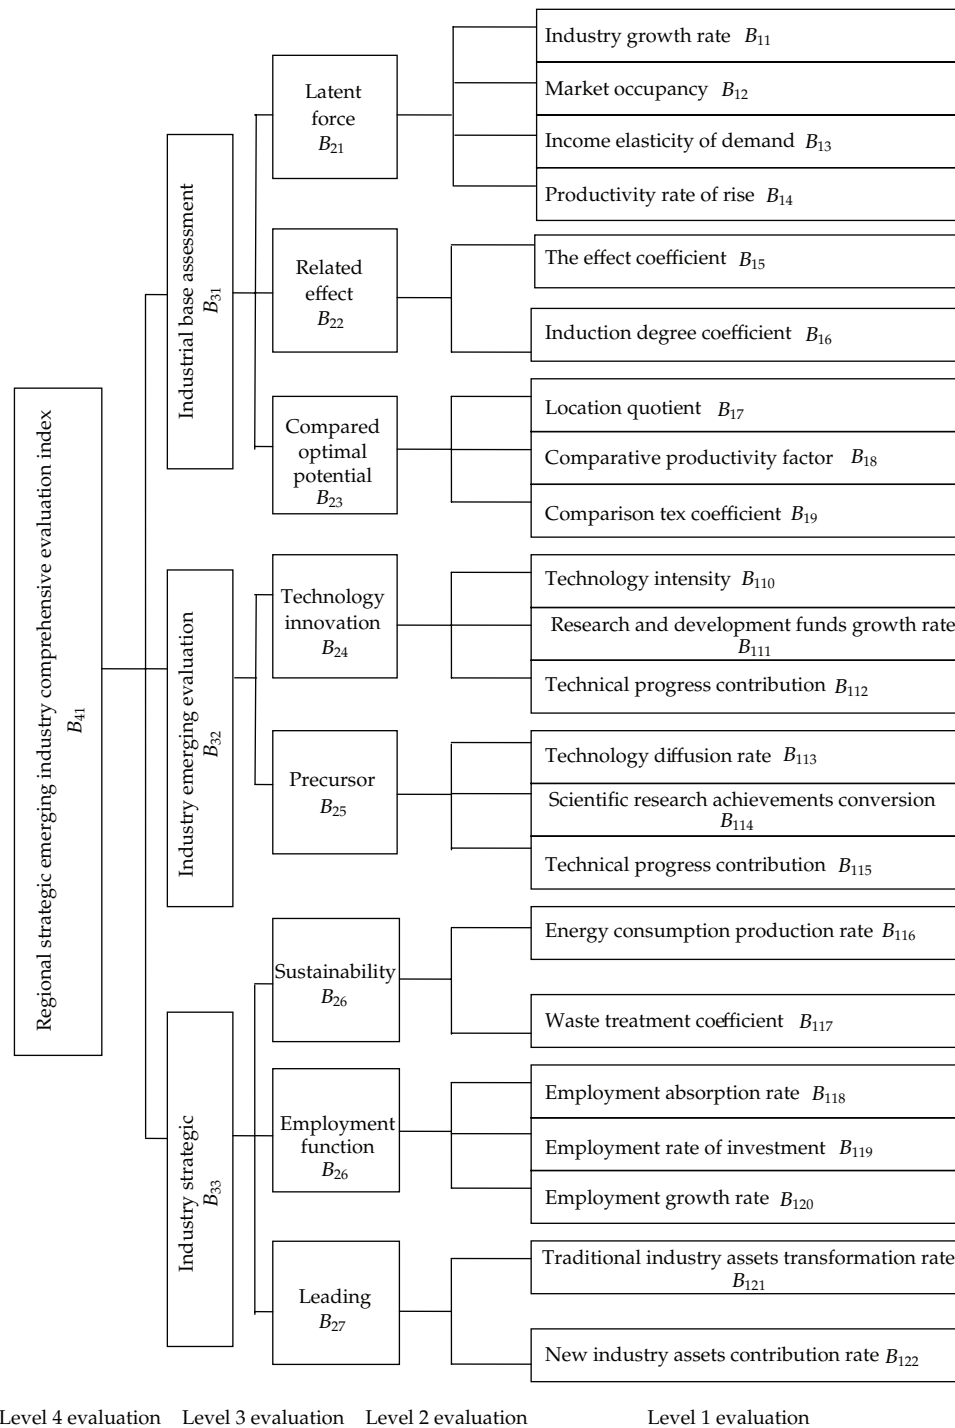 Regional strategic emerging industry comprehensive evaluation index
B41
Industrial base assessment
B31
Latent
force
B21
Industry growth rate B11
Market occupancy B12
Income elasticity of demand B13
Productivity rate of rise B14
Related
effect
B22
The effect coefficient B15
Induction degree coefficient B16
Compared
optimal
potential
B23
Location quotient B17
Comparative productivity factor B18
Comparison tex coefficient B19
Industry emerging evaluation
B32
Technology
innovation
B24
Technology intensity B110
Research and development funds growth rate
B111
Technical progress contribution B112
Precursor
B25
Technology diffusion rate B113
Scientific research achievements conversion
B114
Technical progress contribution B115
Industry strategic
B33
Sustainability
B26
Energy consumption production rate B116
Waste treatment coefficient B117
Employment
function
B26
Employment absorption rate B118
Employment rate of investment B119
Employment growth rate B120
Leading
B27
Traditional industry assets transformation rate
B121
New industry assets contribution rate B122
Level 4 evaluation Level 3 evaluation Level 2 evaluation Level 1 evaluation